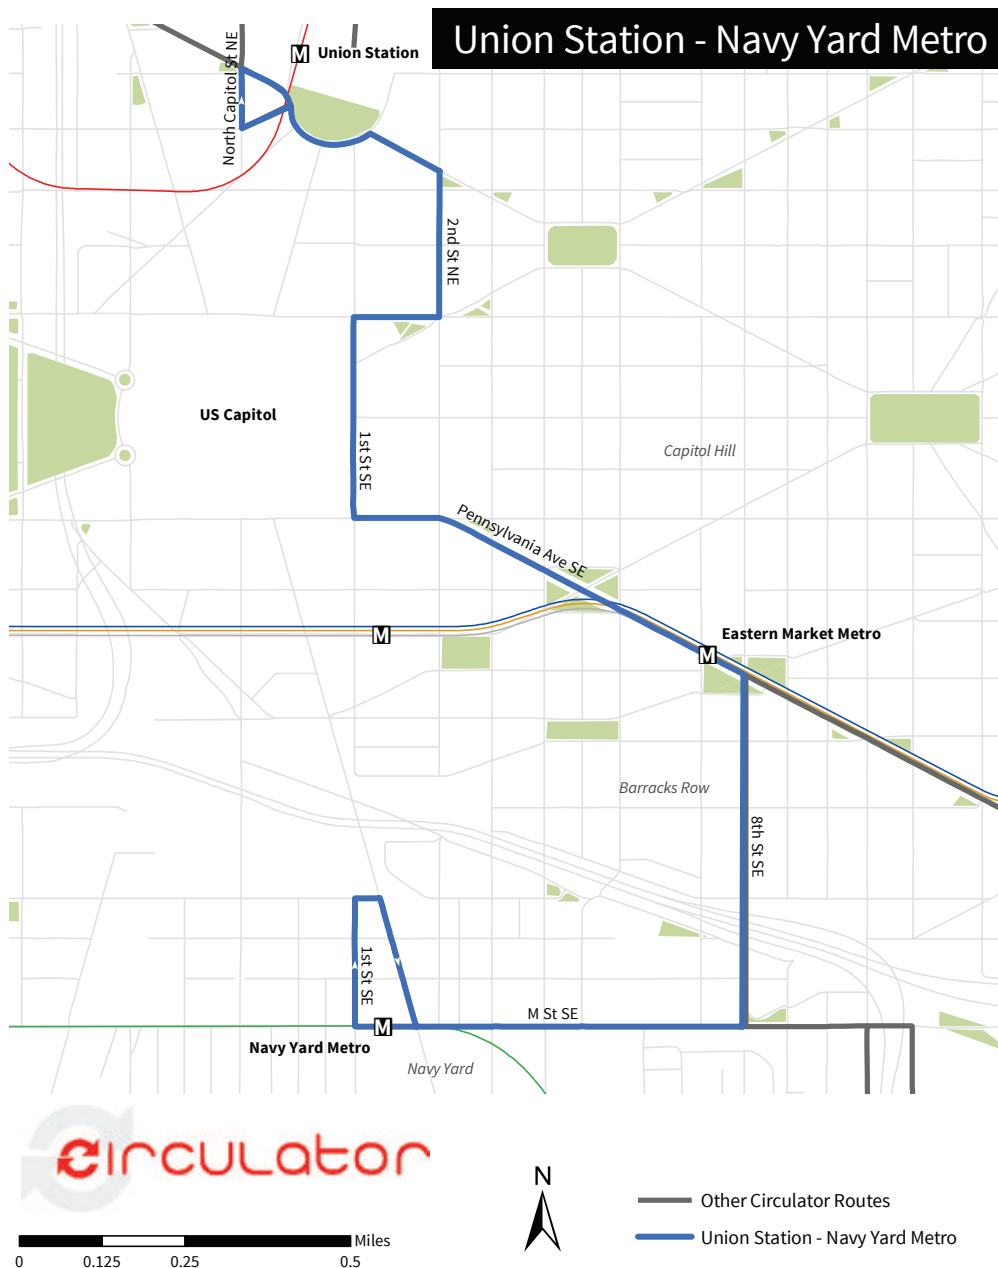 Union Station - Navy Yard Metro
M Union Station
North Capitol St NE
2nd St NE
US Capitol
1st St SE
Capitol Hill
Pennsylvania Ave SE
M
Eastern Market Metro
M
Barracks Row
8th St SE
1st St SE
M St SE
M
Navy Yard Metro
Navy Yard
circulator
N
Other Circulator Routes
Union Station - Navy Yard Metro
Miles
0 0.125 0.25 0.5